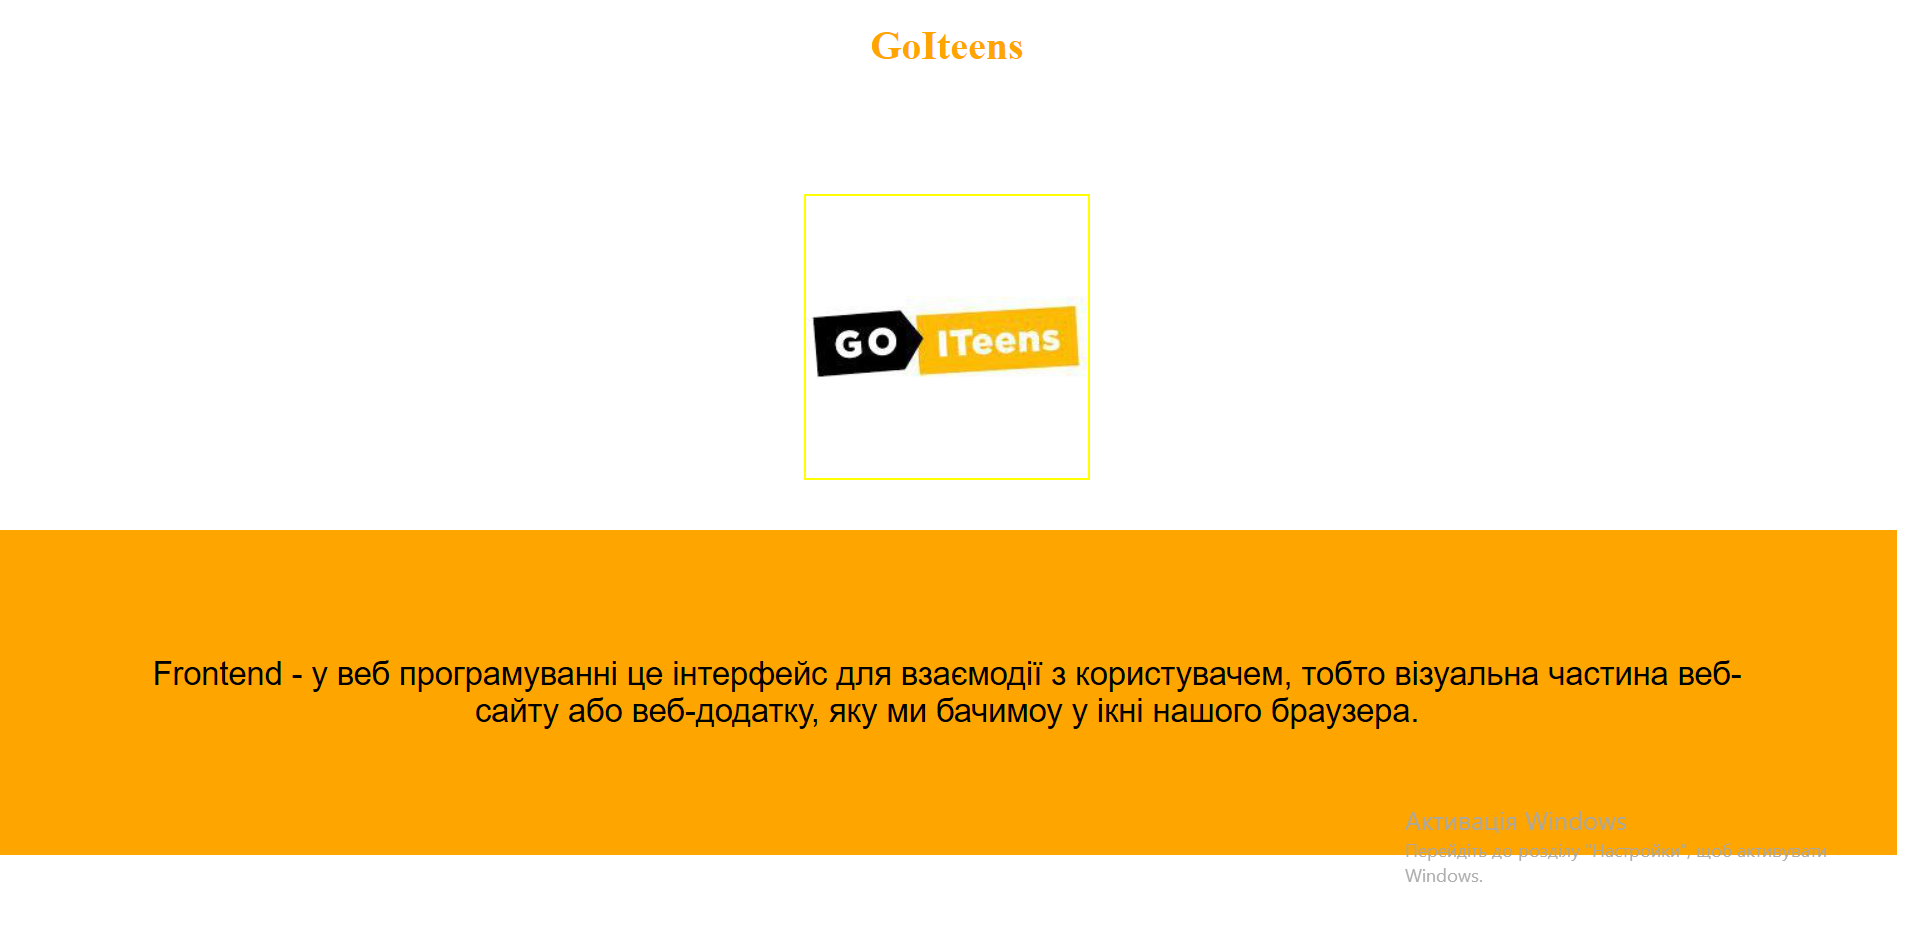 GoIteens
GO ITeens
Frontend - у веб програмуванні це інтерфейс для взаємодії з користувачем, тобто візуальна частина веб-
сайту або веб-додатку, яку ми бачимоу у ікні нашого браузера.
Активація Windows
Перейдіть до розділу "Настройки", щоб активувати
Windows.